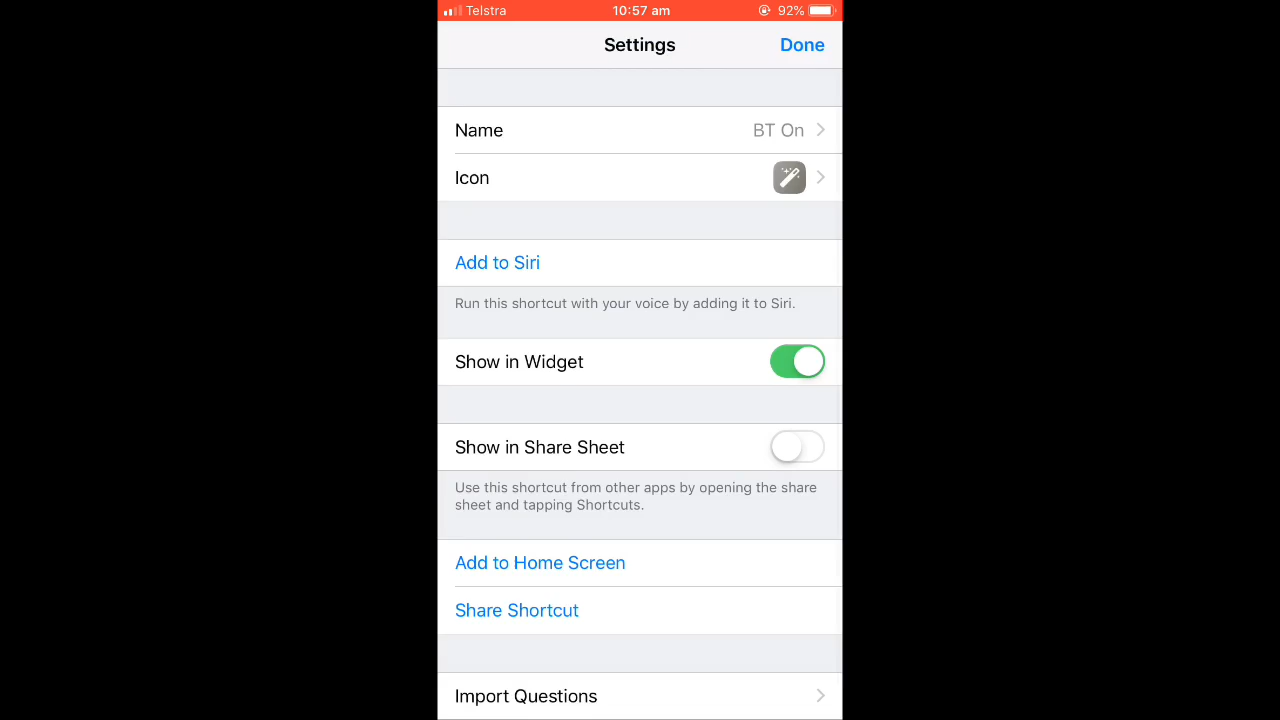 Telstra 10:57 am 92%
Settings Done
Name BT On
Icon
Add to Siri
Run this shortcut with your voice by adding it to Siri.
Show in Widget
Show in Share Sheet
Use this shortcut from other apps by opening the share
sheet and tapping Shortcuts.
Add to Home Screen
Share Shortcut
Import Questions